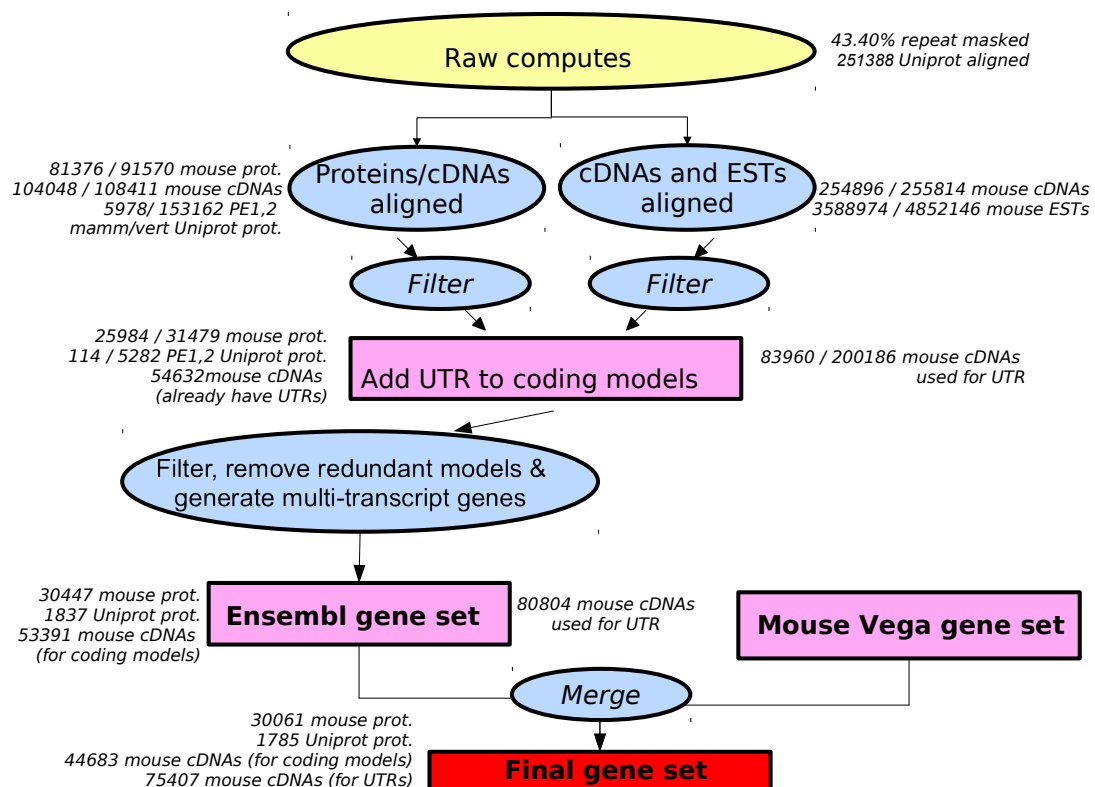 Raw computes
43.40% repeat masked
251388 Uniprot aligned
81376 / 91570 mouse prot.
104048 / 108411 mouse cDNAs
5978/ 153162 PE1,2
mamm/vert Uniprot prot.
Proteins/cDNAs
aligned
cDNAs and ESTs
aligned
254896 / 255814 mouse cDNAs
3588974 / 4852146 mouse ESTs
Filter
Filter
25984 / 31479 mouse prot.
114 / 5282 PE1,2 Uniprot prot.
54632mouse cDNAs
(already have UTRs)
Add UTR to coding models
83960 / 200186 mouse cDNAs
used for UTR
Filter, remove redundant models &
generate multi-transcript genes
30447 mouse prot.
1837 Uniprot prot.
53391 mouse cDNAs
(for coding models)
Ensembl gene set
80804 mouse cDNAs
used for UTR
Mouse Vega gene set
Merge
30061 mouse prot.
1785 Uniprot prot.
44683 mouse cDNAs (for coding models)
75407 mouse cDNAs (for UTRs)
Final gene set